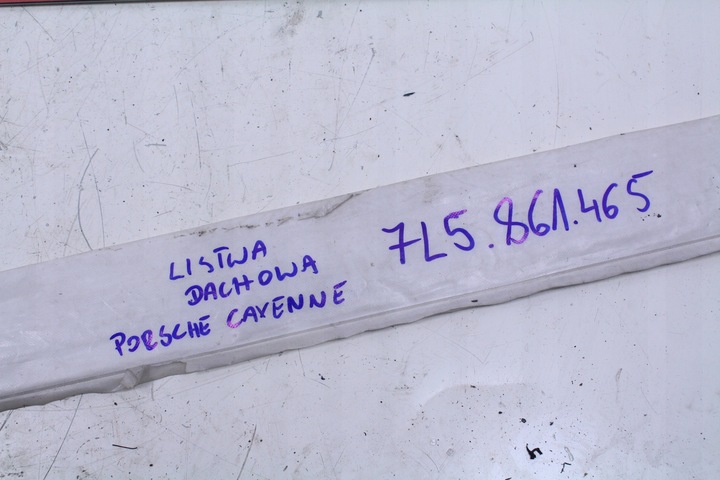 LISTWA
DACHOWA
PORSCHE CAYENNE
7L5.861.465